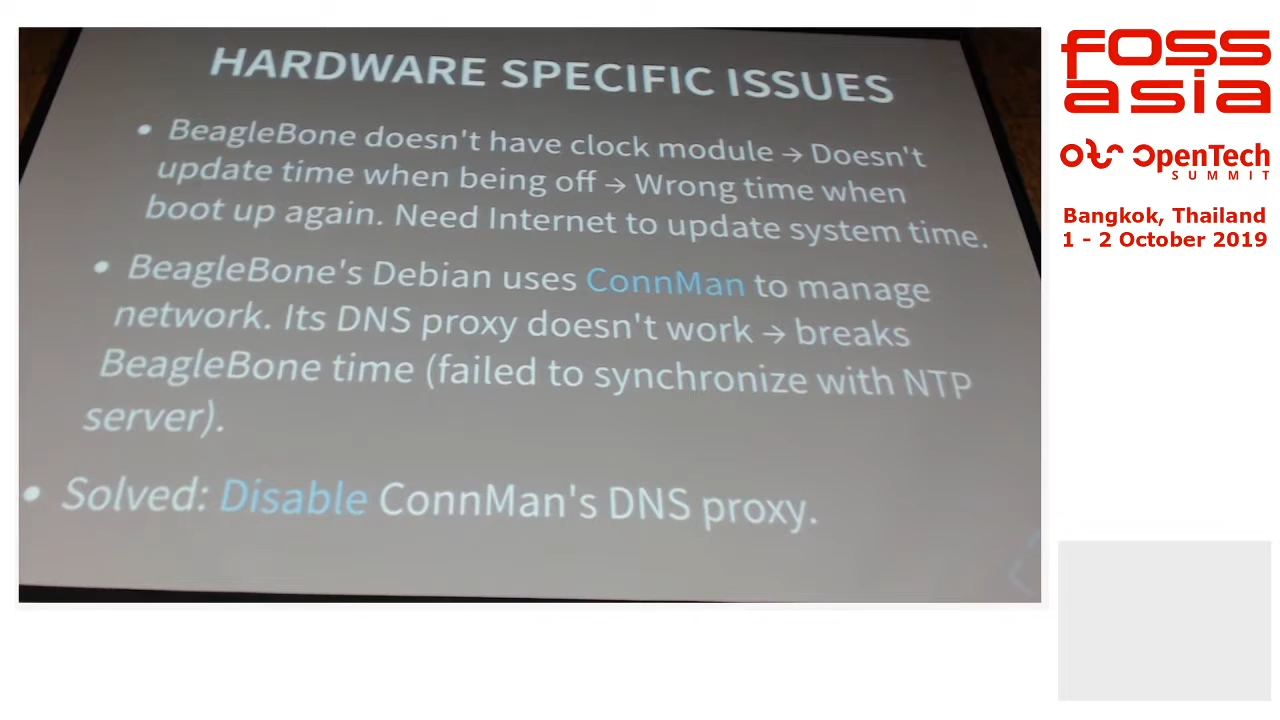 HARDWARE SPECIFIC ISSUES
• BeagleBone doesn't have clock module → Doesn't
update time when being off → Wrong time when
boot up again. Need Internet to update system time.
• BeagleBone's Debian uses ConnMan to manage
network. Its DNS proxy doesn't work → breaks
BeagleBone time (failed to synchronize with NTP
server).
• Solved: Disable ConnMan's DNS proxy.
FOSS
asia
OpenTech
SUMMIT
Bangkok, Thailand
1 - 2 October 2019